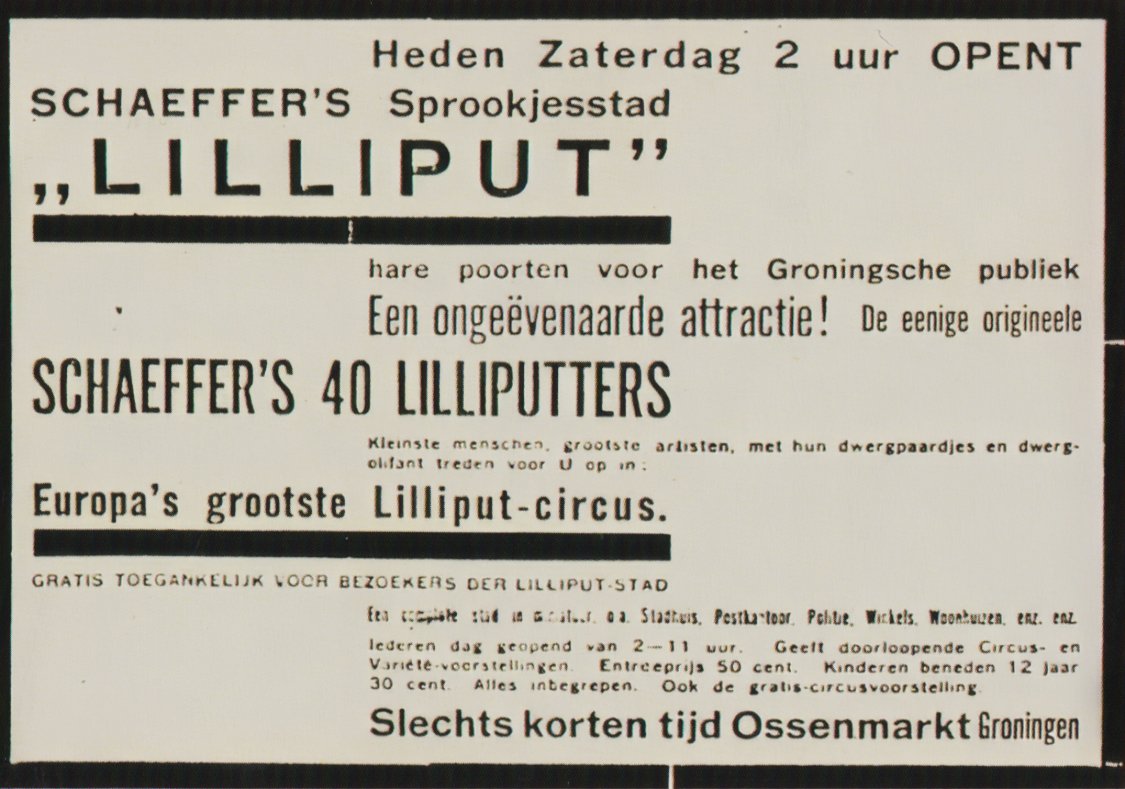 Heden Zaterdag 2 uur OPENT
SCHAEFFER'S Sprookjesstad
„LILLIPUT”
hare poorten voor het Groningsche publiek
Een ongeëvenaarde attractie! De eenige origineele
SCHAEFFER'S 40 LILLIPUTTERS
Kleinste menschen, grootste artisten, met hun dwergpaardjes en dwerg-
olifant treden voor U op in:
Europa's grootste Lilliput-circus.
GRATIS TOEGANKELIJK VOOR BEZOEKERS DER LILLIPUT-STAD
Een complete stad in o.a. Stadhuis, Postkantoor, Politie, Winkels, Woonhuizen, enz. enz.
Iederen dag geopend van 2—11 uur. Geeft doorloopende Circus- en
Variété-voorstellingen. Entreeprijs 50 cent. Kinderen beneden 12 jaar
30 cent. Alles inbegrepen. Ook de gratis-circusvoorstelling.
Slechts korten tijd Ossenmarkt Groningen